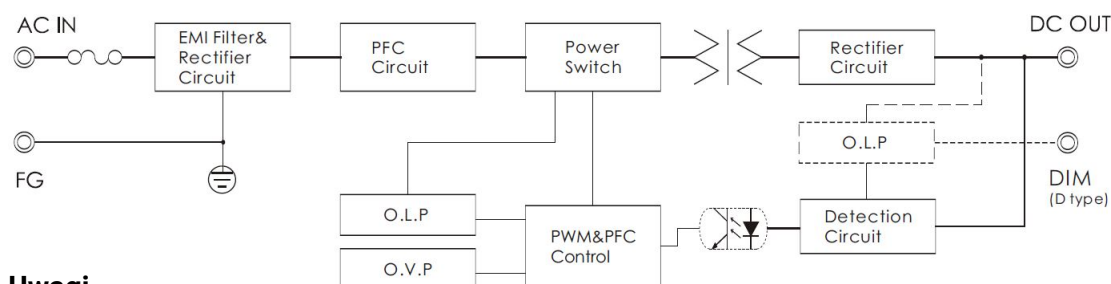 AC IN
DC OUT
EMI Filter&
Rectifier
Circuit
PFC
Circuit
Power
Switch
Rectifier
Circuit
FG
O.L.P
DIM
(D type)
O.L.P
O.V.P
PWM&PFC
Control
Detection
Circuit
Uwagi